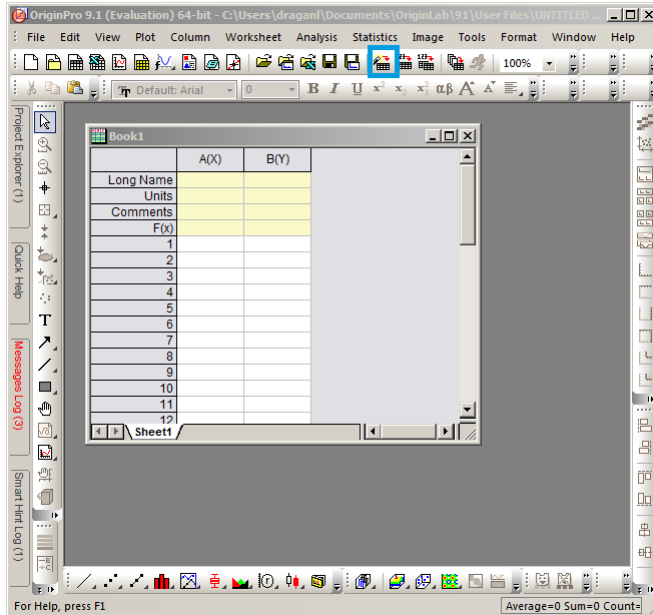 OriginPro 9.1 (Evaluation) 64-bit - C:\Users\draganl\Documents\OriginLab\91\User Files\UNTITLED ...
File Edit View Plot Column Worksheet Analysis Statistics Image Tools Format Window Help
100%
Default: Arial 0 B I U x² x₂ αβ A A
Project Explorer (1)
Quick Help
Messages Log (3)
Smart Hint Log (1)
T
Book1
A(X) B(Y)
Long Name
Units
Comments
F(x)
1
2
3
4
5
6
7
8
9
10
11
12
Sheet1
For Help, press F1
Average=0 Sum=0 Count=